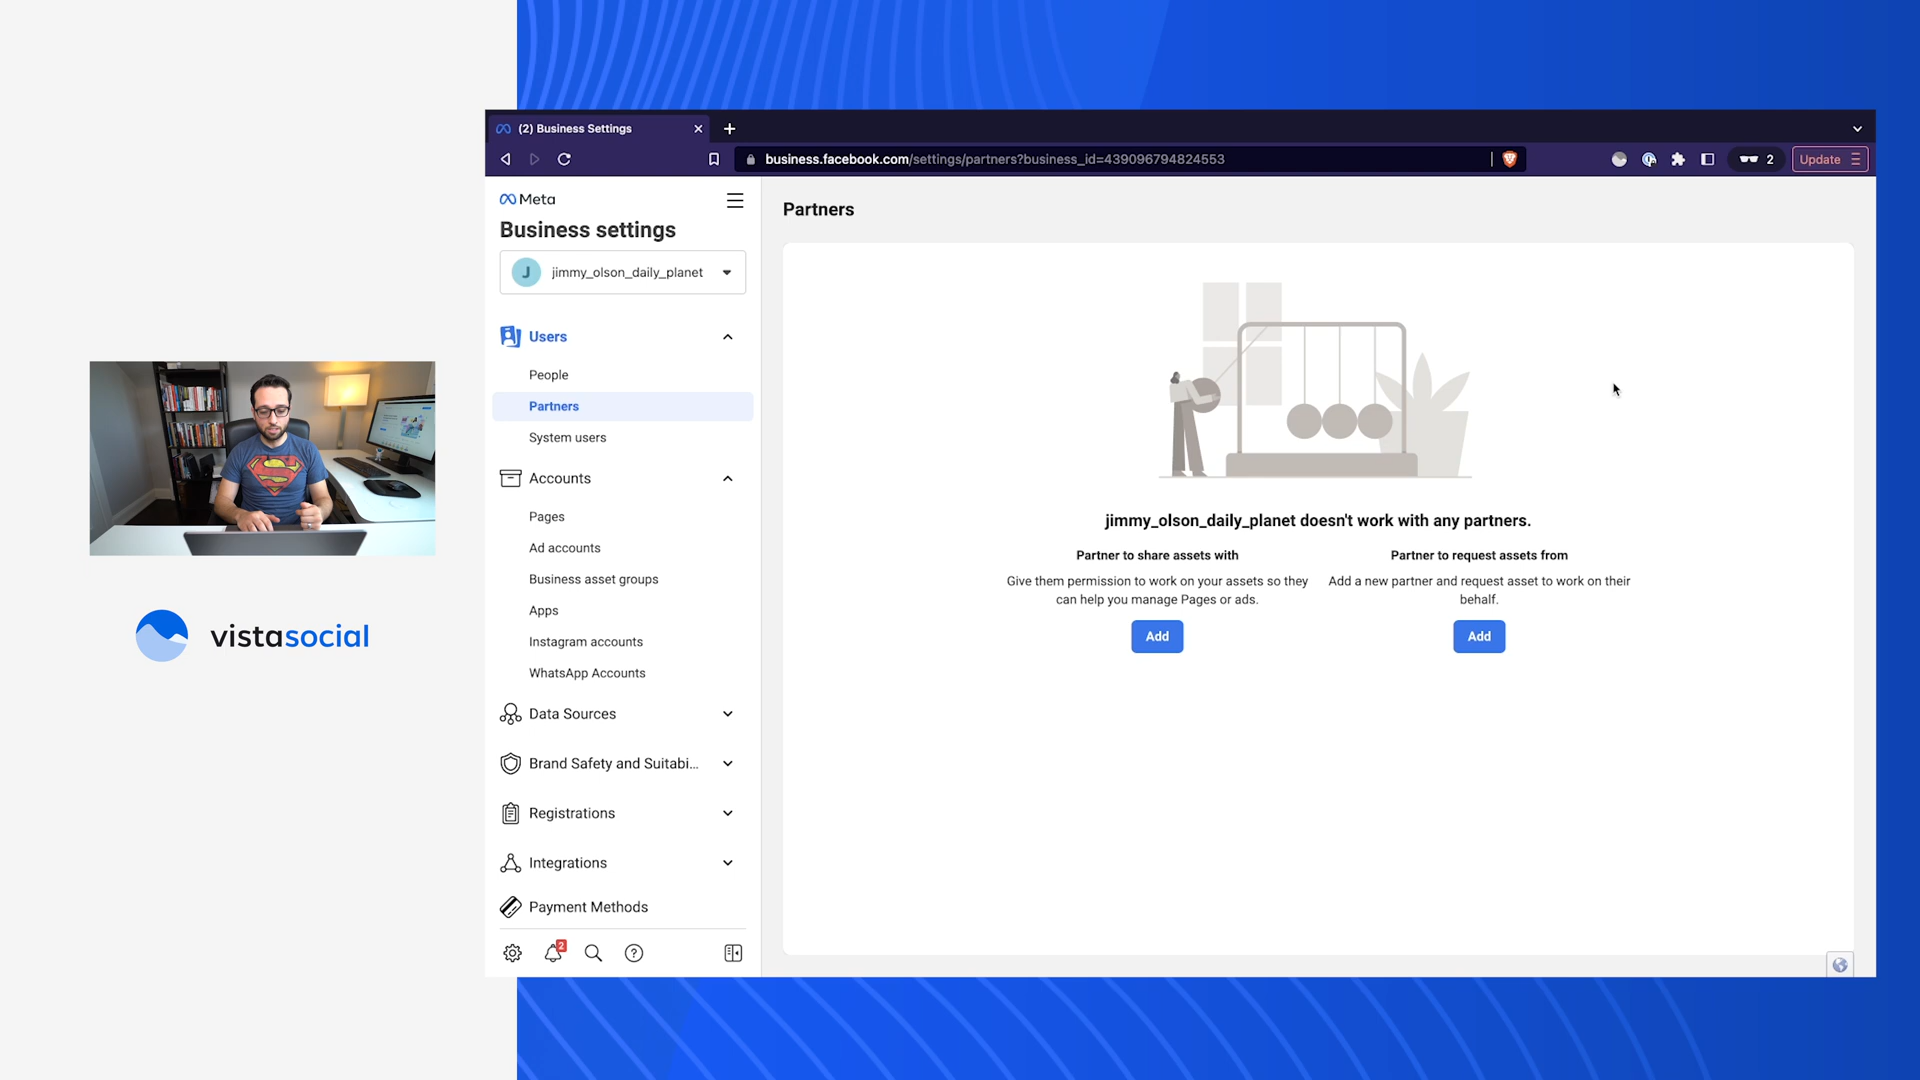 (2) Business Settings
business.facebook.com/settings/partners?business_id=439096794824553
2
Update
Meta
Business settings
J
jimmy_olson_daily_planet
Users
People
Partners
System users
Accounts
Pages
Ad accounts
Business asset groups
Apps
Instagram accounts
WhatsApp Accounts
Data Sources
Brand Safety and Suitabi...
Registrations
Integrations
Payment Methods
2
Partners
jimmy_olson_daily_planet doesn't work with any partners.
Partner to share assets with
Give them permission to work on your assets so they
can help you manage Pages or ads.
Add
Partner to request assets from
Add a new partner and request asset to work on their
behalf.
Add
vistasocial